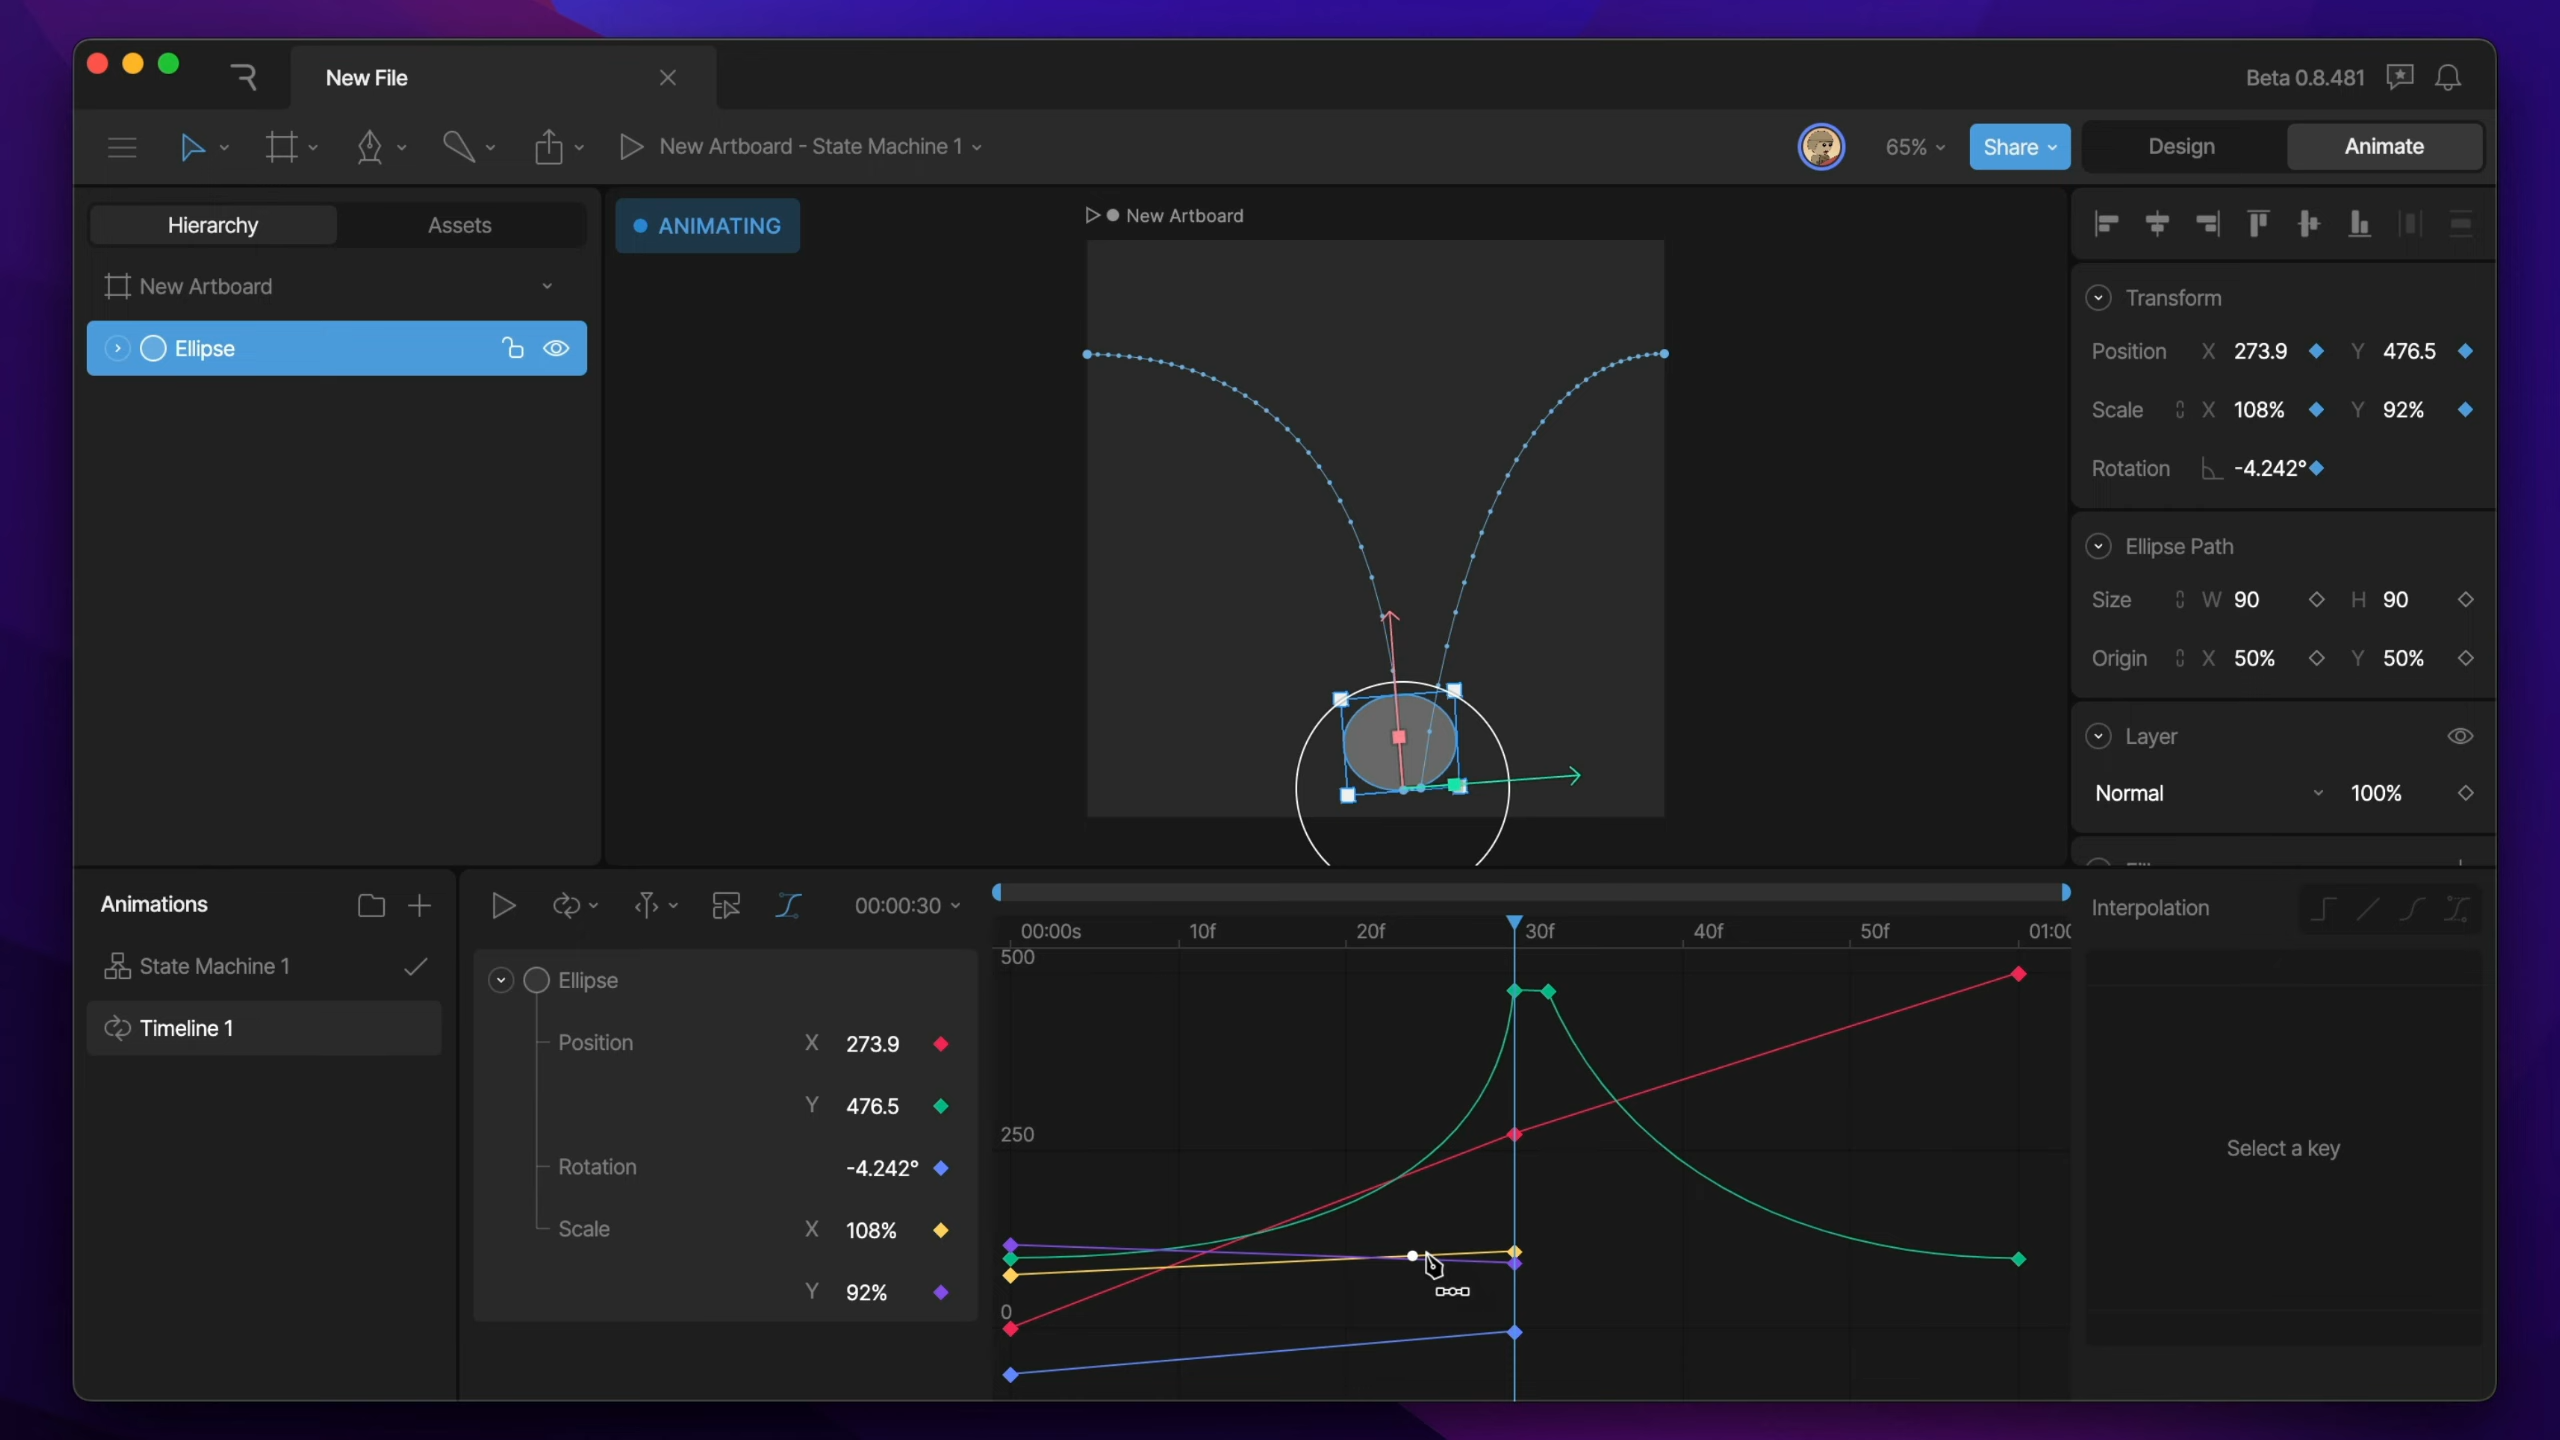 New File
Beta 0.8.481
New Artboard - State Machine 1
65%
Share
Design
Animate
Hierarchy
Assets
New Artboard
Ellipse
ANIMATING
New Artboard
Transform
Position X 273.9 Y 476.5
Scale X 108% Y 92%
Rotation -4.242°
Ellipse Path
Size W 90 H 90
Origin X 50% Y 50%
Layer
Normal 100%
Animations
State Machine 1
Timeline 1
00:00:30
Ellipse
Position X 273.9
Y 476.5
Rotation -4.242°
Scale X 108%
Y 92%
00:00s 10f 20f 30f 40f 50f
500
250
0
Interpolation
Select a key